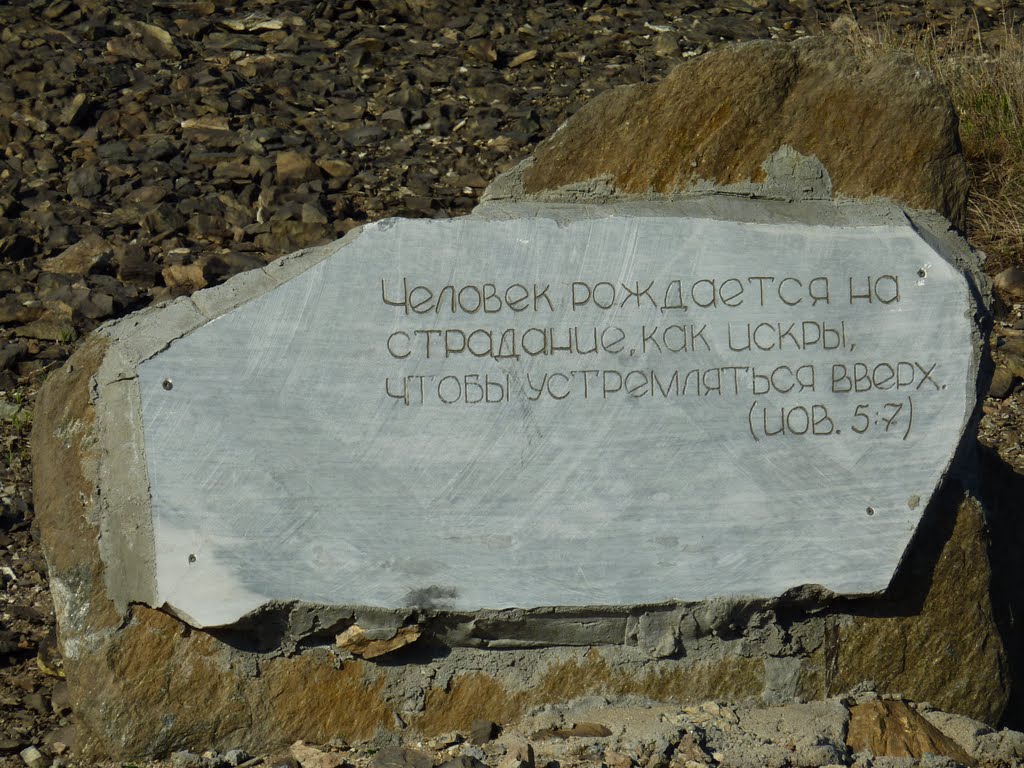 Человек рождается на
страдание, как искры,
чтобы устремляться вверх.
(иов. 5:7)